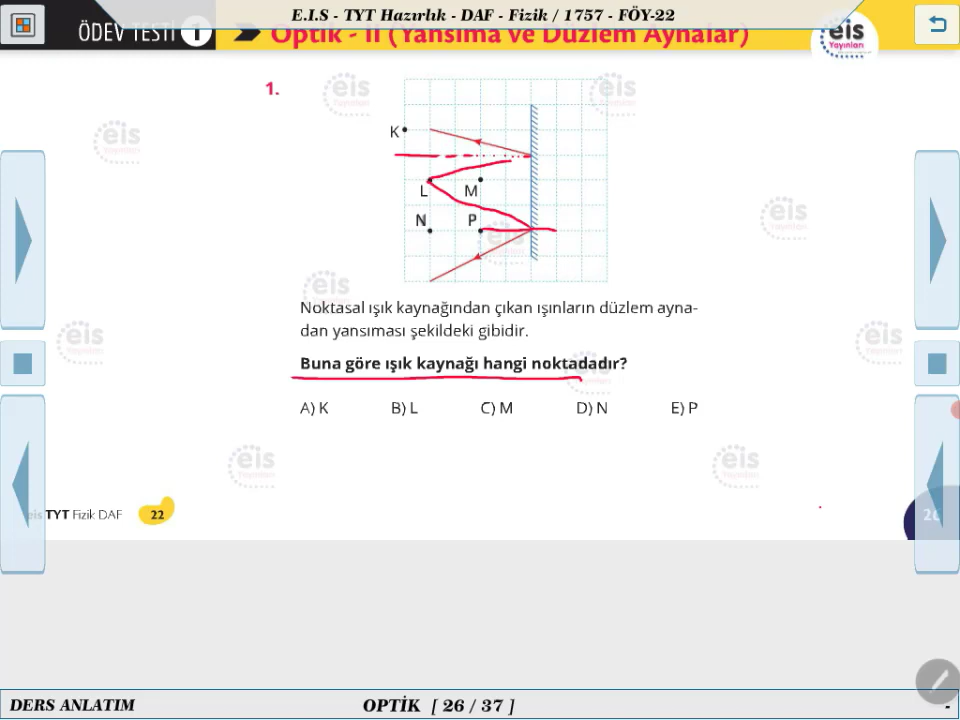 E.I.S - TYT Hazırlık - DAF - Fizik / 1757 - FÖY-22
ÖDEV TESTİ 1
Optik - II (Yansıma ve Düzlem Aynalar)
eis
Yayınları
1.
K
L
M
N
P
Noktasal ışık kaynağından çıkan ışınların düzlem ayna-
dan yansıması şekildeki gibidir.
Buna göre ışık kaynağı hangi noktadadır?
A) K
B) L
C) M
D) N
E) P
eis TYT Fizik DAF
22
DERS ANLATIM
OPTİK [ 26 / 37 ]
-